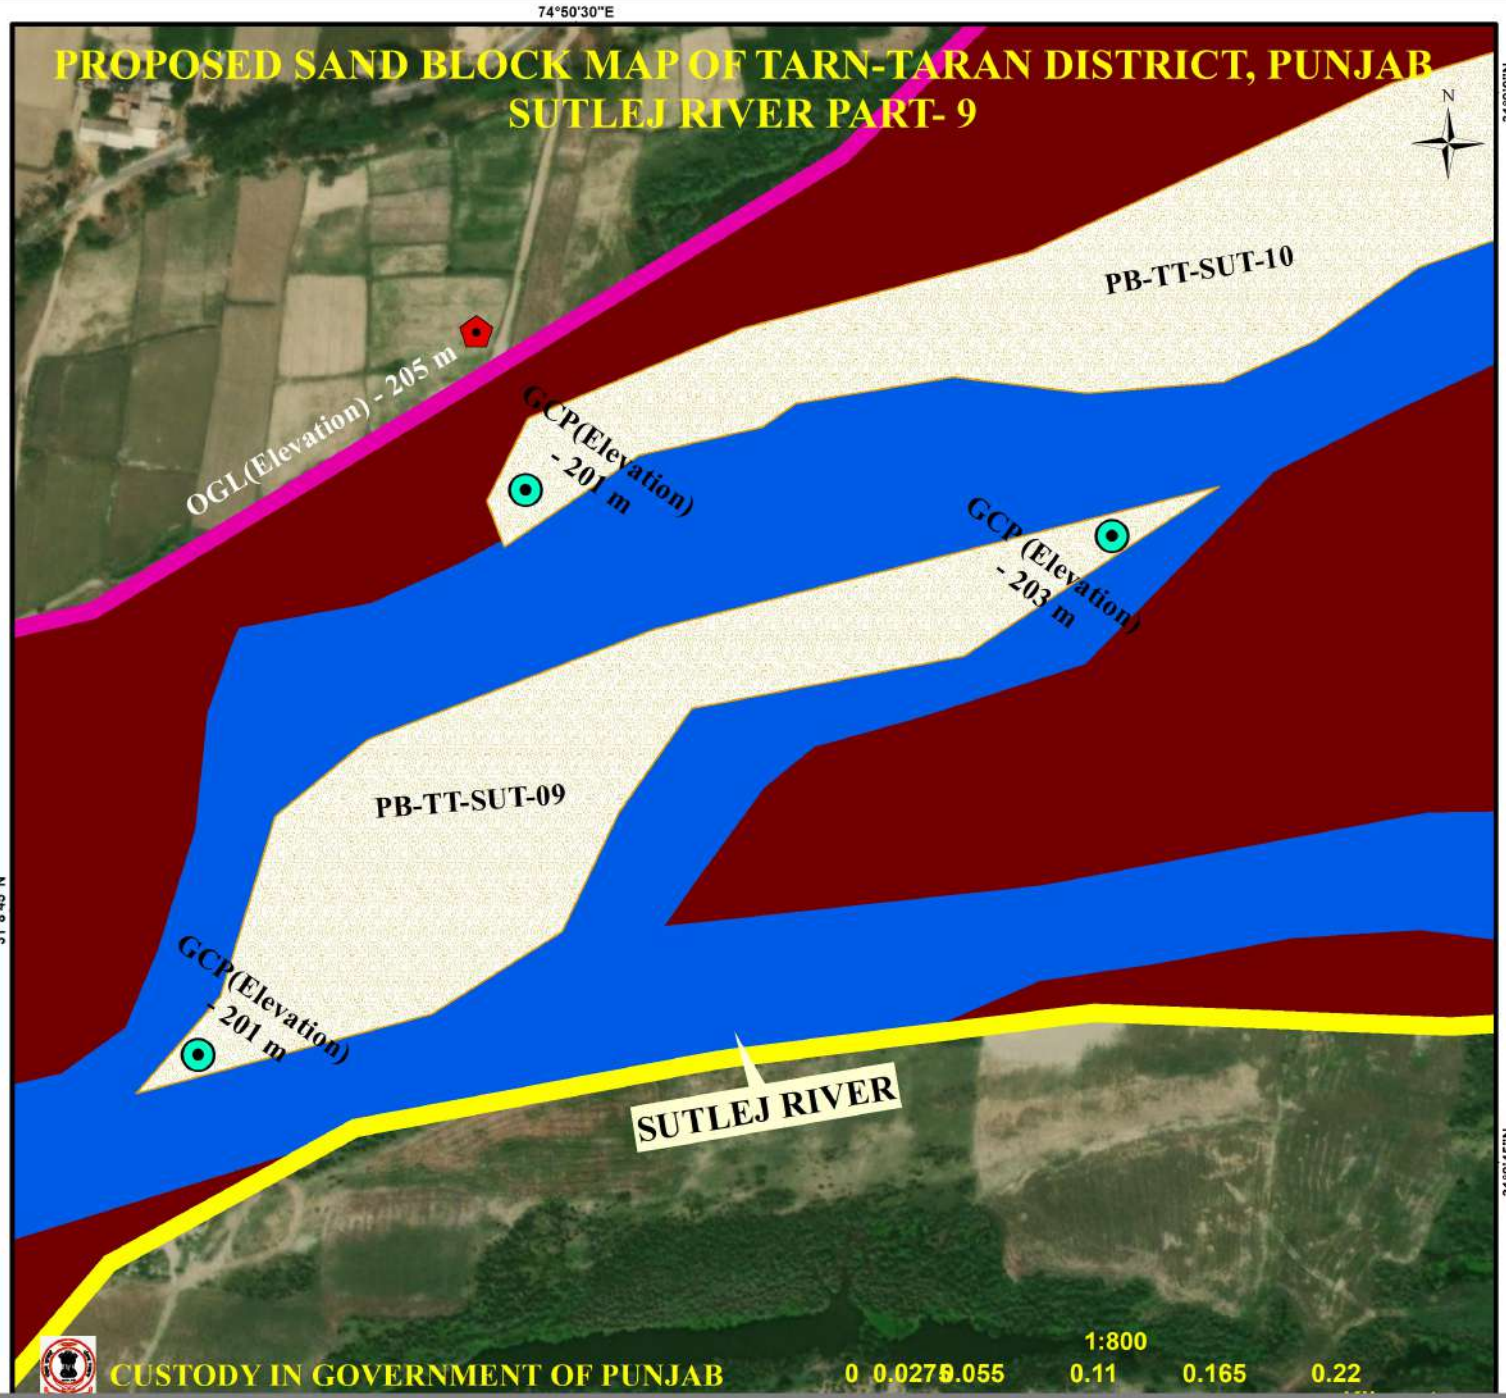 74°50'30"E
PROPOSED SAND BLOCK MAP OF TARN-TARAN DISTRICT, PUNJAB
SUTLEJ RIVER PART- 9
N
PB-TT-SUT-10
OGL(Elevation) - 205 m
GCP(Elevation)
- 201 m
GCP (Elevation)
- 203 m
PB-TT-SUT-09
GCP(Elevation)
- 201 m
SUTLEJ RIVER
1:800
CUSTODY IN GOVERNMENT OF PUNJAB
0 0.0275 0.055 0.11 0.165 0.22